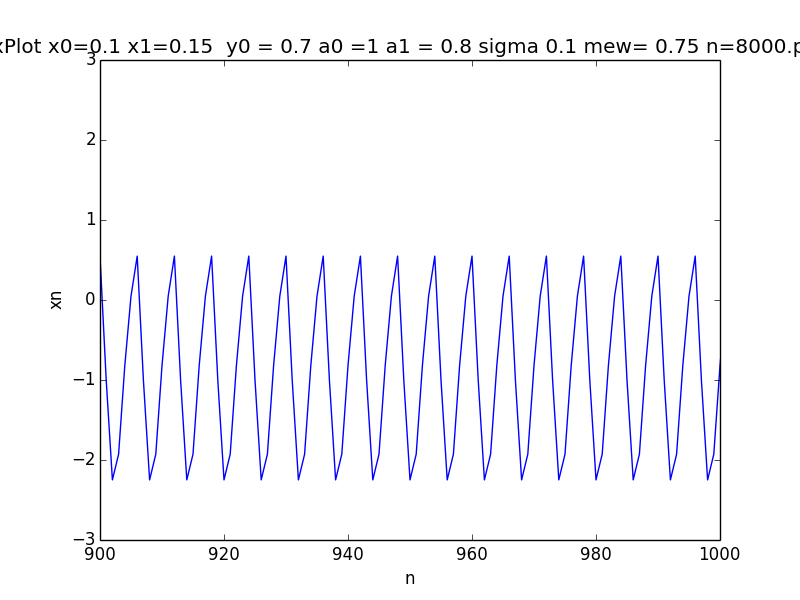 xPlot x0=0.1 x1=0.15  y0 = 0.7 a0 =1 a1 = 0.8 sigma 0.1 mew= 0.75 n=8000.p
3
2
1
0
−1
−2
−3
xn
900 920 940 960 980 1000
n